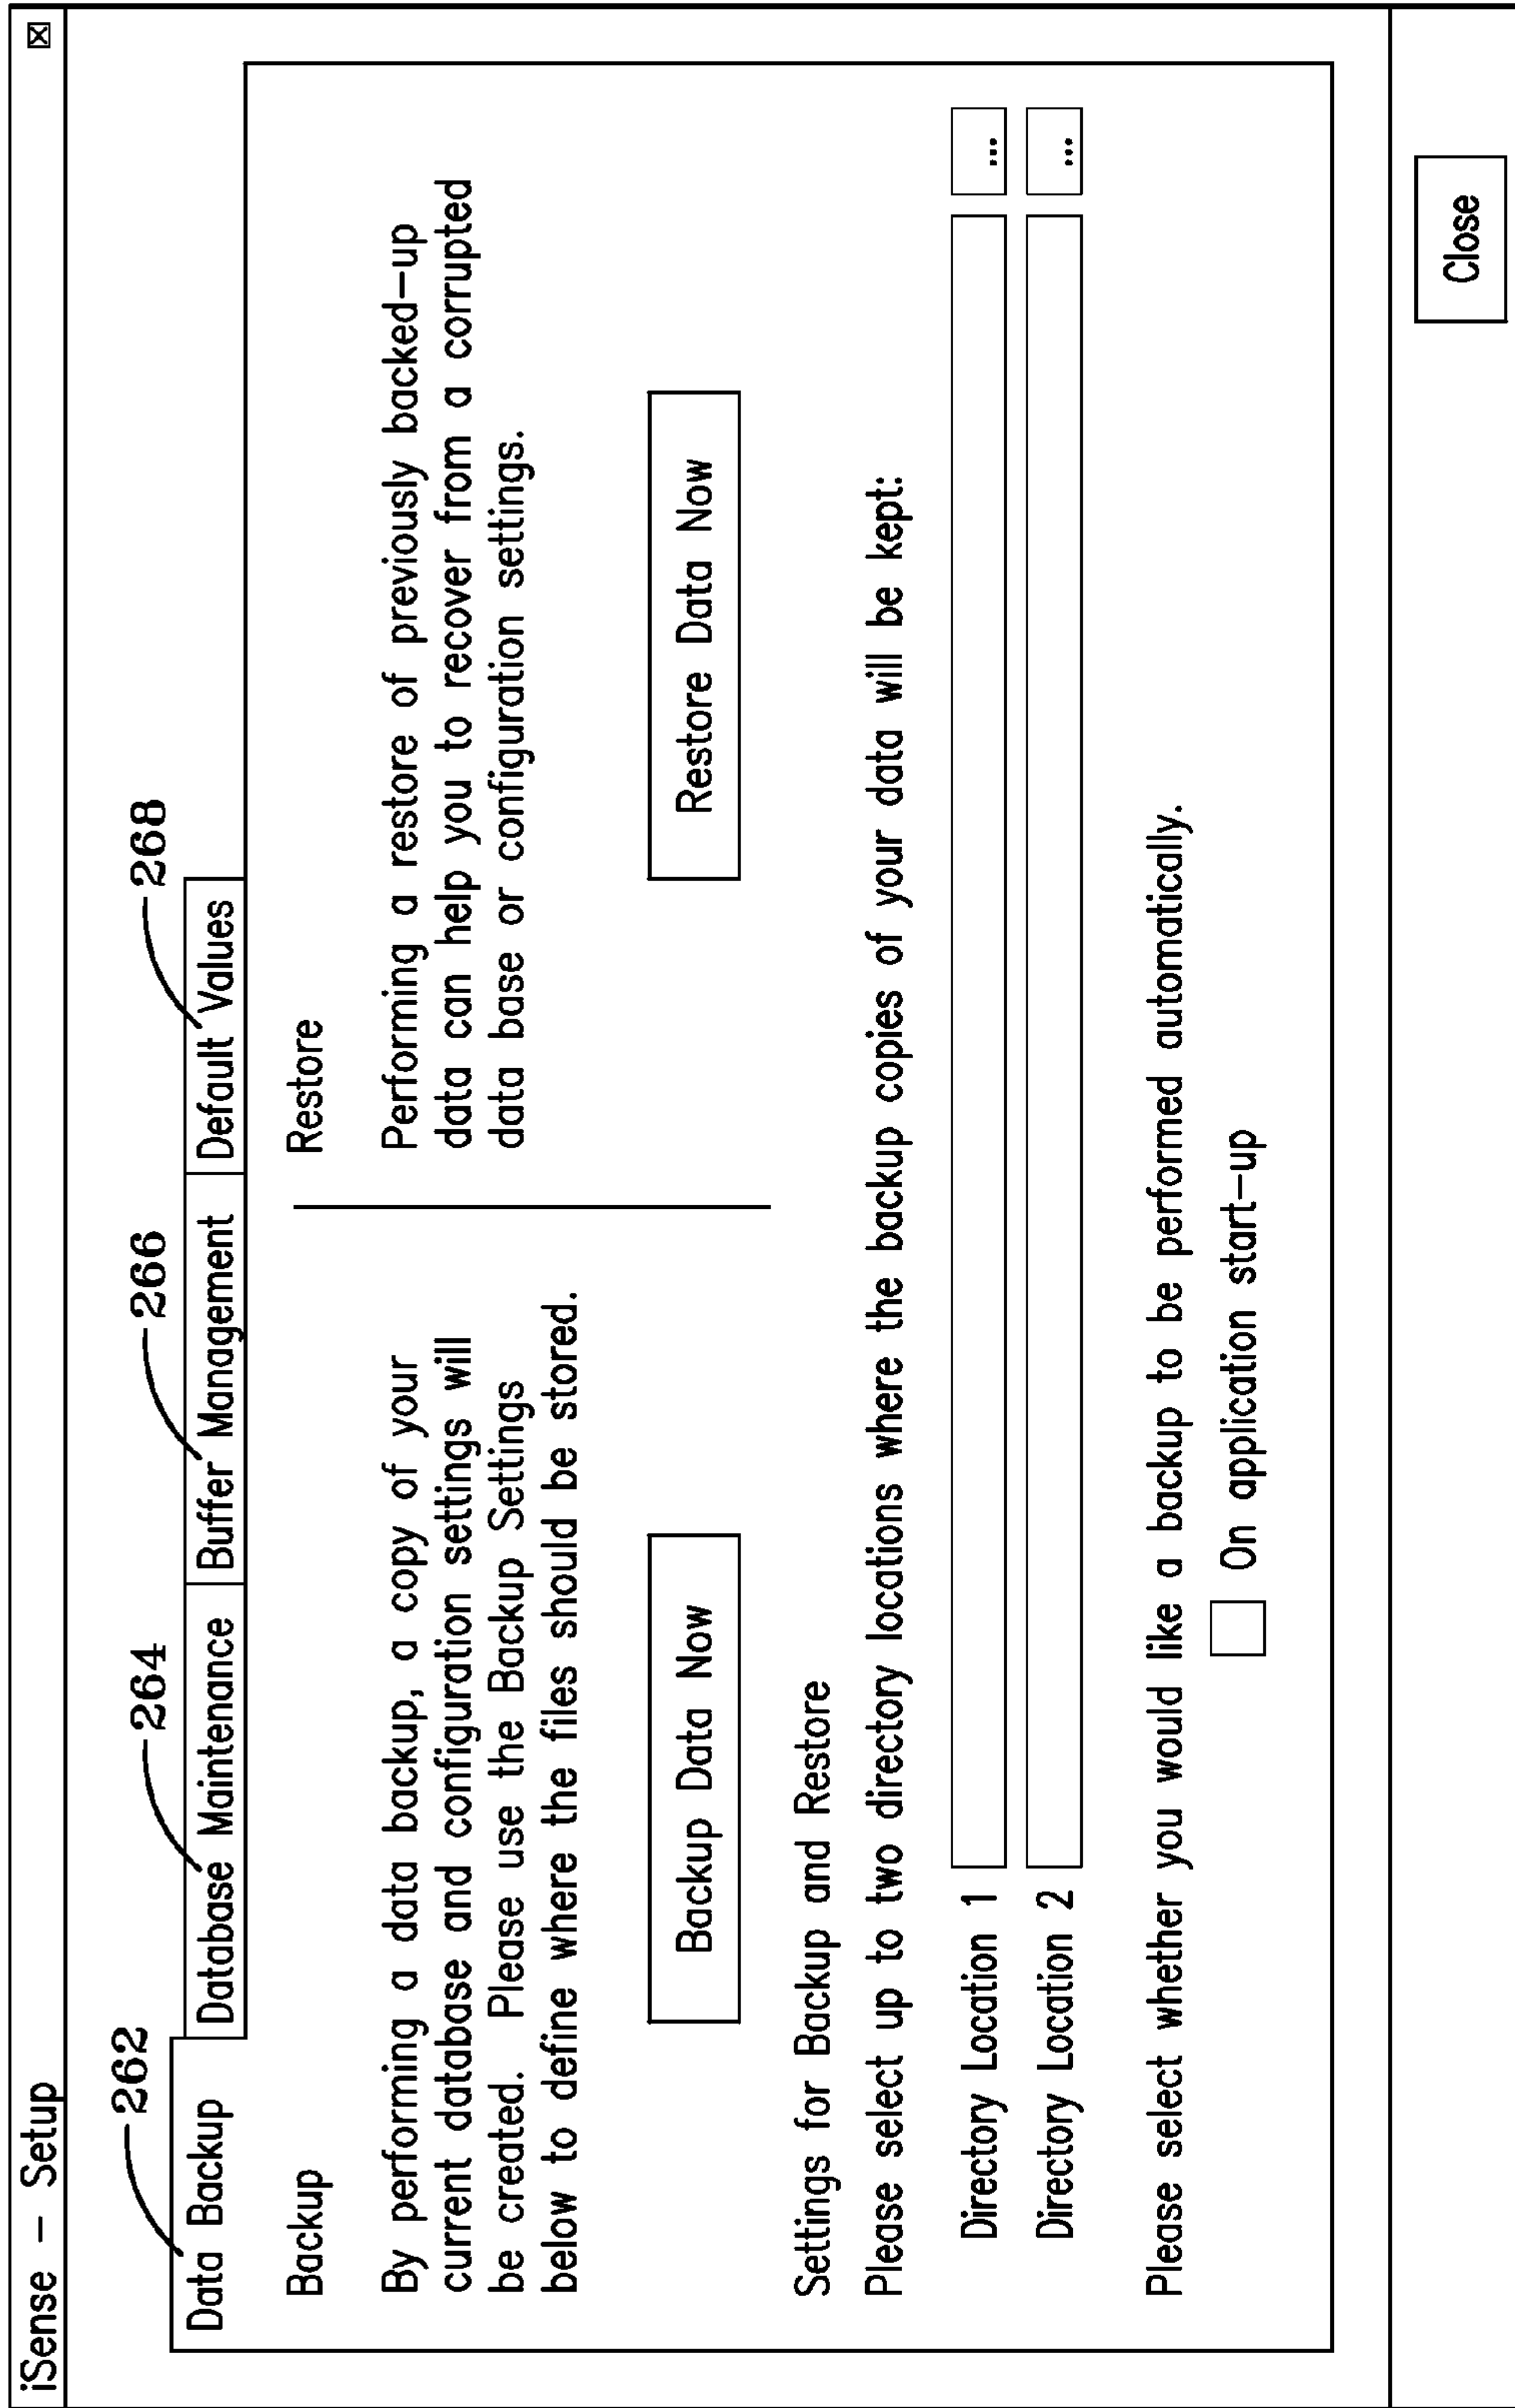 iSense – Setup
262
264
266
268
Data Backup
Database Maintenance
Buffer Management
Default Values
Backup
By performing a data backup, a copy of your
current database and configuration settings will
be created. Please use the Backup Settings
below to define where the files should be stored.
Backup Data Now
Restore
Performing a restore of previously backed-up
data can help you to recover from a corrupted
data base or configuration settings.
Restore Data Now
Settings for Backup and Restore
Please select up to two directory locations where the backup copies of your data will be kept:
Directory Location 1
...
Directory Location 2
...
Please select whether you would like a backup to be performed automatically.
On application start-up
Close